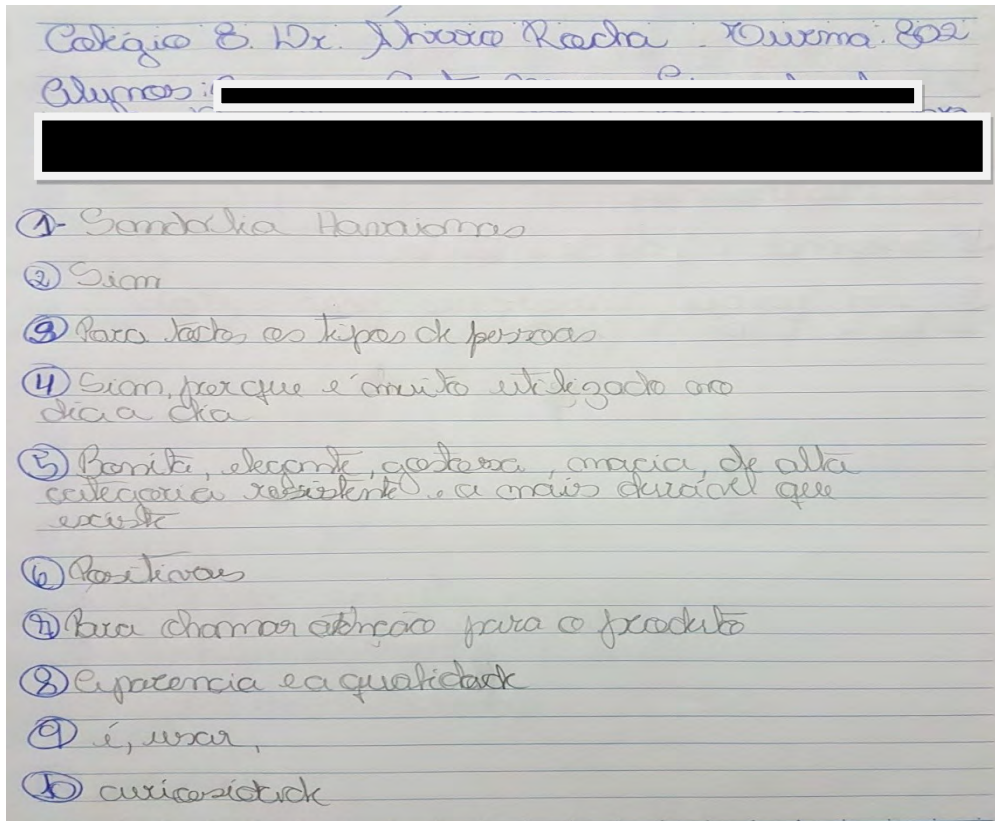 Colégio E. Dr. Álvaro Rocha. Turma: 802
Alunos:
1- Sandalia Havaianas
2 Sim
3 Para todos os tipos de pessoas
4 Sim, porque é muito utilizado no
dia a dia
5 Bonita, elegante, gostosa, macia, de alta
categoria resistente e a mais durável que
existe
6 Positivas
7 Para chamar atenção para o produto
8 Aparencia e a qualidade
9 é, usar,
10 curiosidade